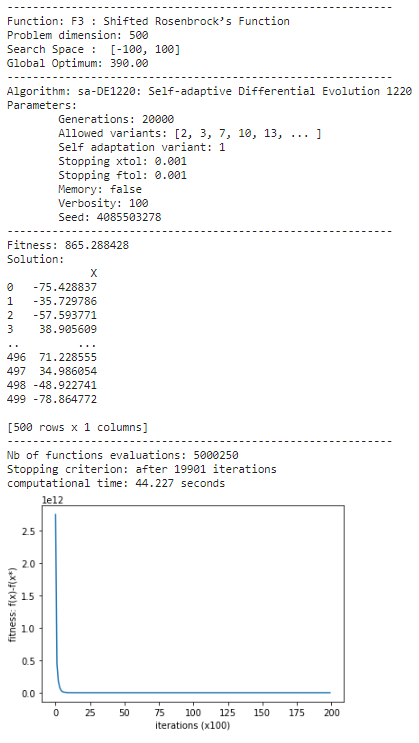 ------------------------------------------------------------
Function: F3 : Shifted Rosenbrock’s Function
Problem dimension: 500
Search Space :  [-100, 100]
Global Optimum: 390.00
------------------------------------------------------------
Algorithm: sa-DE1220: Self-adaptive Differential Evolution 1220
Parameters:
        Generations: 20000
        Allowed variants: [2, 3, 7, 10, 13, ... ]
        Self adaptation variant: 1
        Stopping xtol: 0.001
        Stopping ftol: 0.001
        Memory: false
        Verbosity: 100
        Seed: 4085503278
------------------------------------------------------------
Fitness: 865.288428
Solution:
             X
0   -75.428837
1   -35.729786
2   -57.593771
3    38.905609
..         ...
496  71.228555
497  34.986054
498 -48.922741
499 -78.864772
[500 rows x 1 columns]
------------------------------------------------------------
Nb of functions evaluations: 5000250
Stopping criterion: after 19901 iterations
computational time: 44.227 seconds
1e12
fitness: f(x)-f(x*)
2.5
2.0
1.5
1.0
0.5
0.0
0 25 50 75 100 125 150 175 200
iterations (x100)